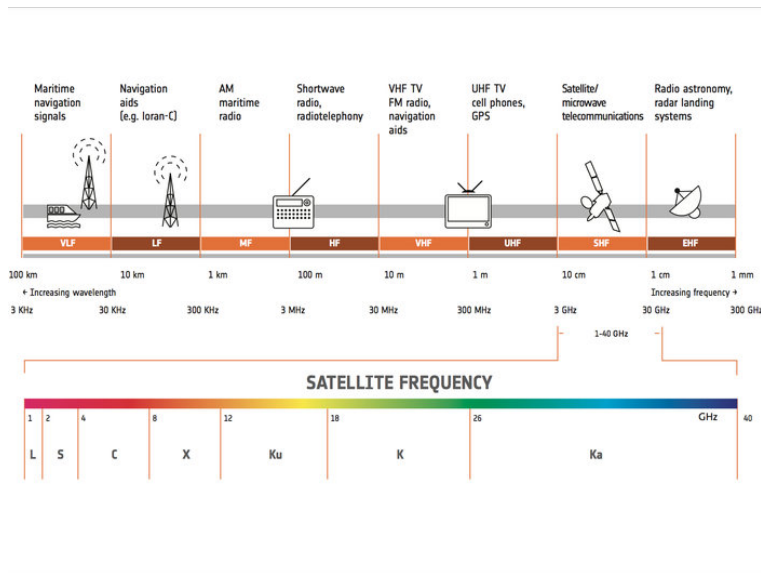 Maritime
navigation
signals
Navigation
aids
(e.g. loran-C)
AM
maritime
radio
Shortwave
radio,
radiotelephony
VHF TV
FM radio,
navigation
aids
UHF TV
cell phones,
GPS
Satellite/
microwave
telecommunications
Radio astronomy,
radar landing
systems
VLF LF MF HF VHF UHF SHF EHF
100 km 10 km 1 km 100 m 10 m 1 m 10 cm 1 cm 1 mm
← Increasing wavelength Increasing frequency →
3 KHz 30 KHz 300 KHz 3 MHz 30 MHz 300 MHz 3 GHz 30 GHz 300 GHz
1-40 GHz
SATELLITE FREQUENCY
1 2 4 8 12 18 26 GHz 40
L S C X Ku K Ka